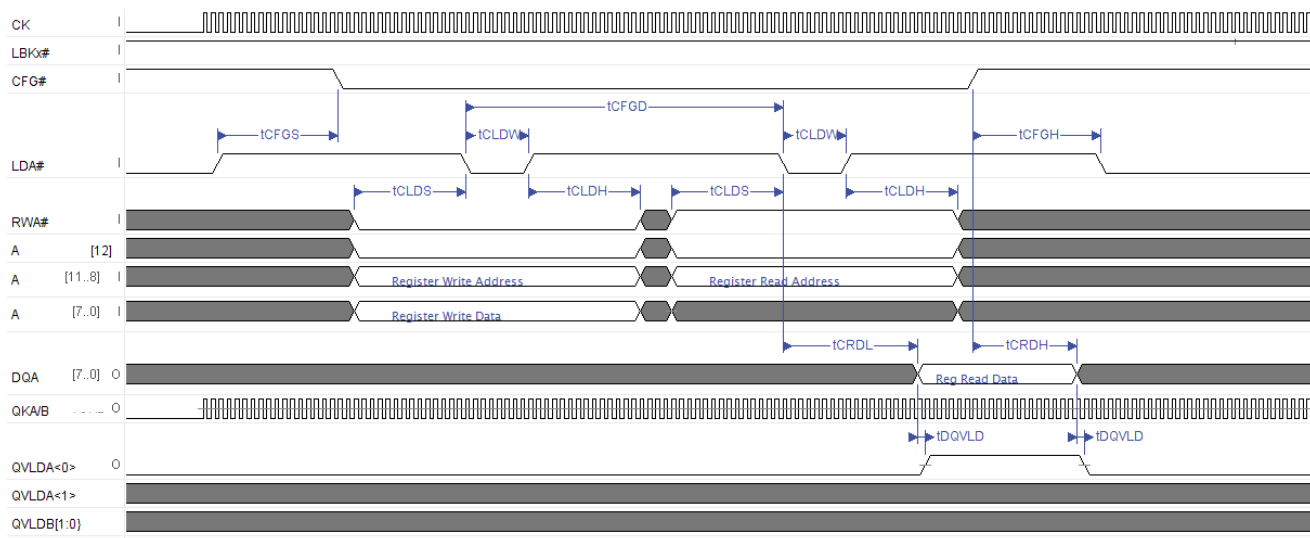 CK I
LBKx# I
CFG# I
tCFGD
tCFGS tCLDW tCLDW tCFGH
LDA# I
tCLDS tCLDH tCLDS tCLDH
RWA# I
A [12]
A [11..8] I Register Write Address Register Read Address
A [7..0] I Register Write Data
tCRDL tCRDH
DQA [7..0] O Reg Read Data
QKA/B O
tDQVLD tDQVLD
QVLDA<0> O
QVLDA<1>
QVLDB[1:0}